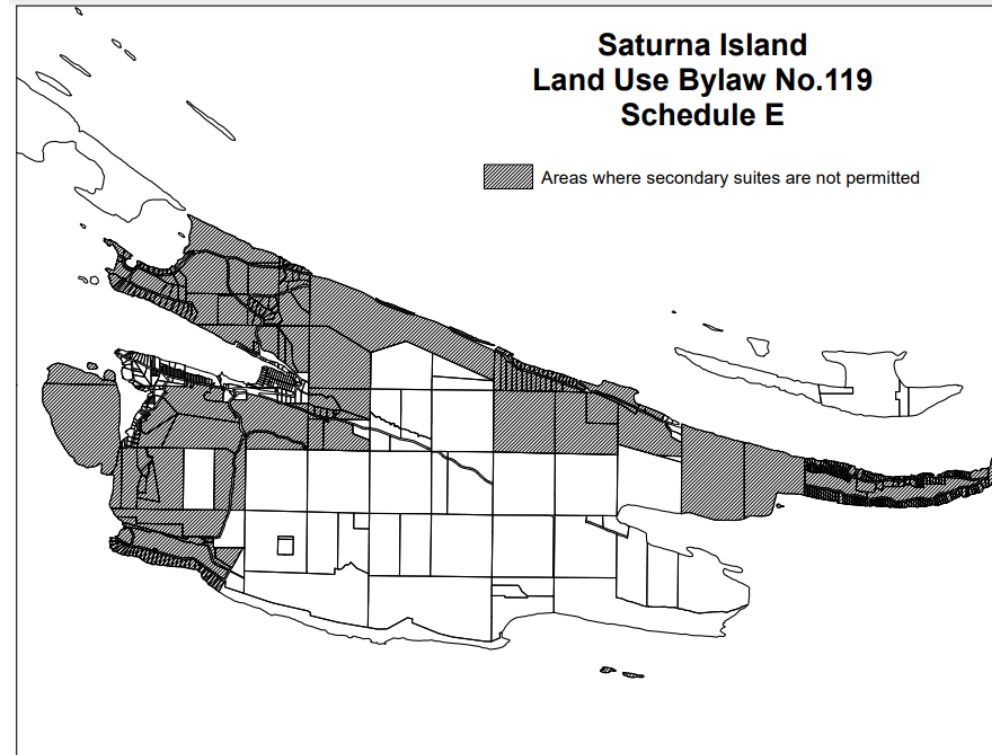 Saturna Island
Land Use Bylaw No.119
Schedule E
Areas where secondary suites are not permitted